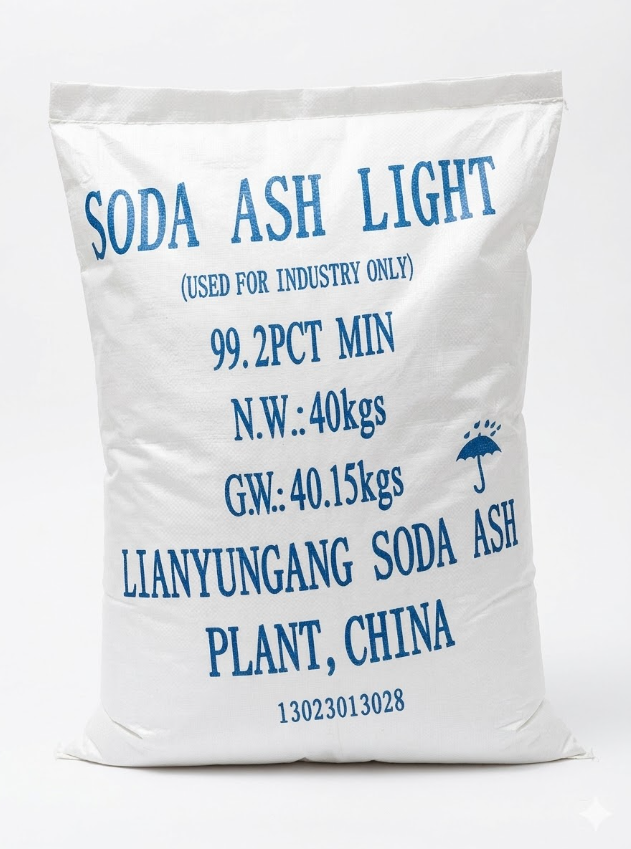 SODA ASH LIGHT
(USED FOR INDUSTRY ONLY)
99.2PCT MIN
N.W.:40kgs
G.W.:40.15kgs
LIANYUNGANG SODA ASH
PLANT, CHINA
13023013028